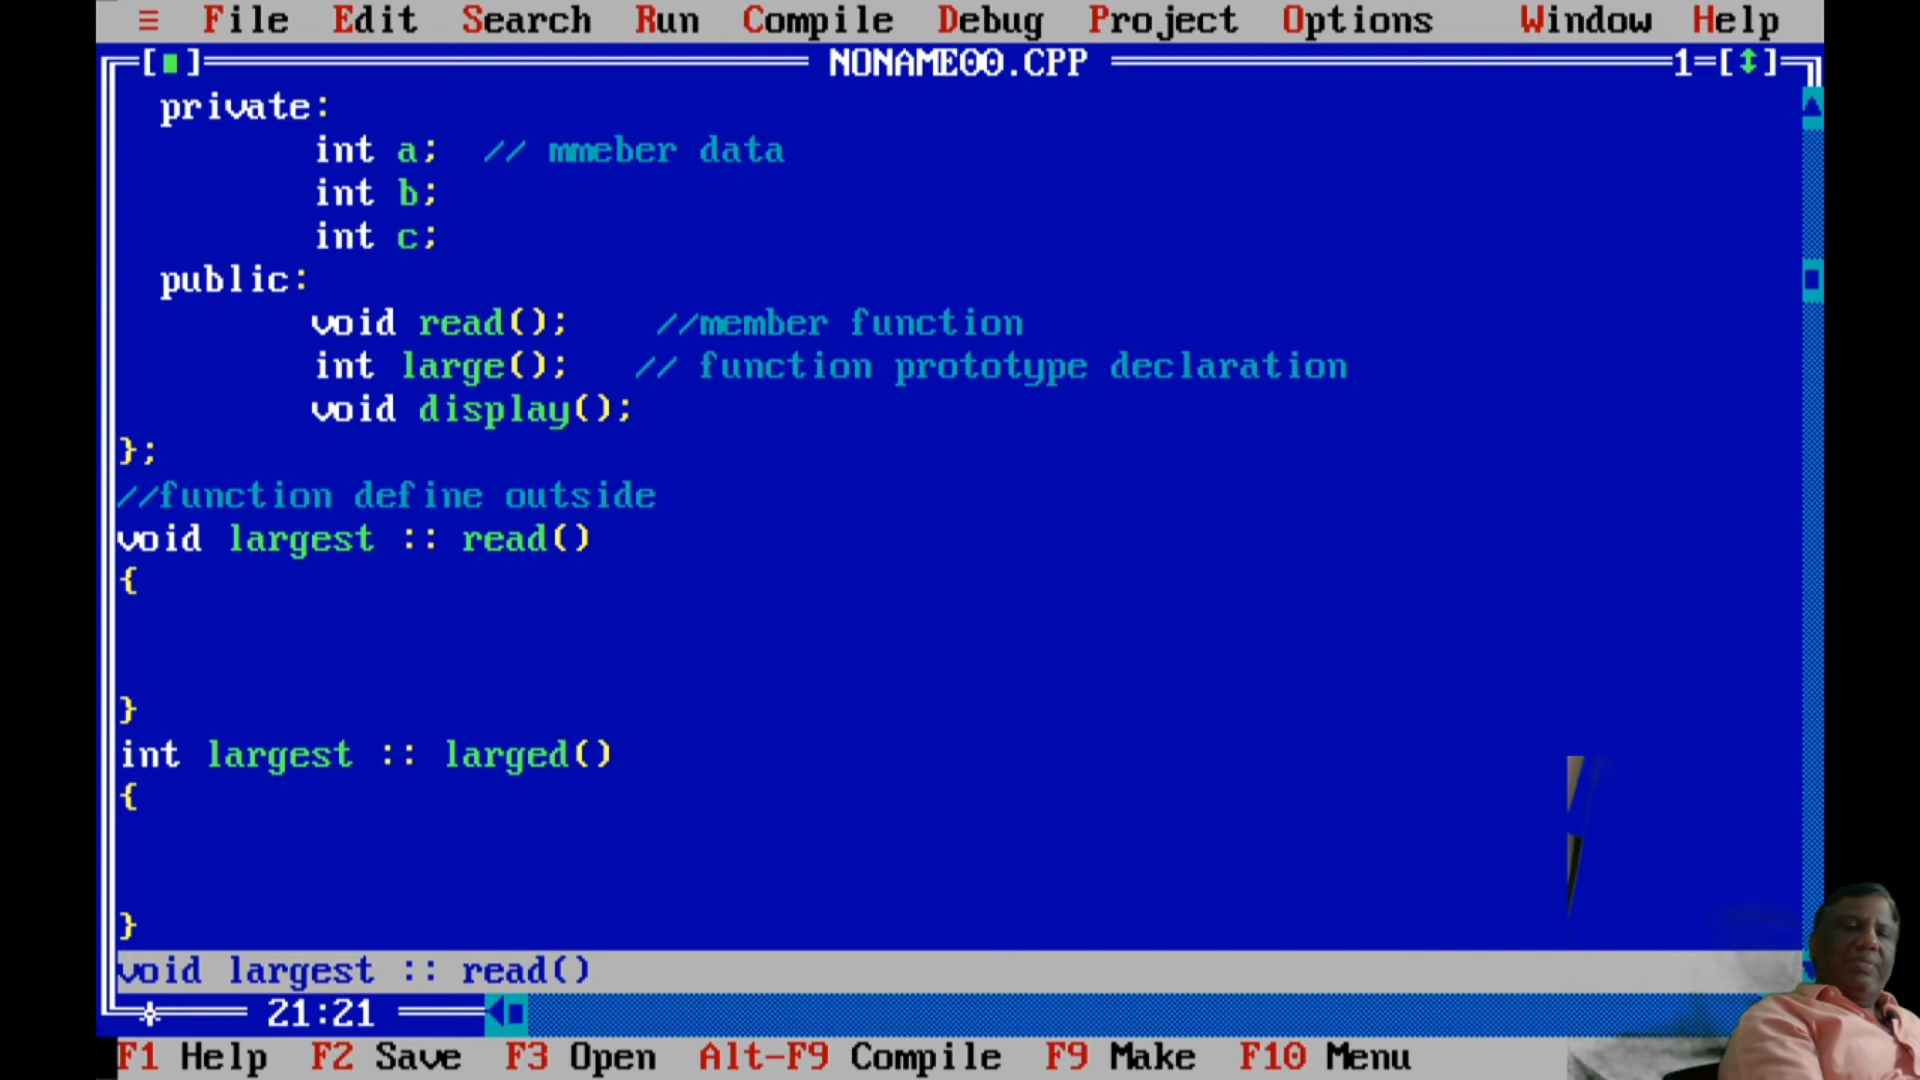 ≡ File Edit Search Run Compile Debug Project Options Window Help
[■] NONAME00.CPP 1=[↕]
private:
int a; // mmeber data
int b;
int c;
public:
void read(); //member function
int large(); // function prototype declaration
void display();
};
//function define outside
void largest :: read()
{
}
int largest :: larged()
{
}
void largest :: read()
21:21
F1 Help F2 Save F3 Open Alt-F9 Compile F9 Make F10 Menu